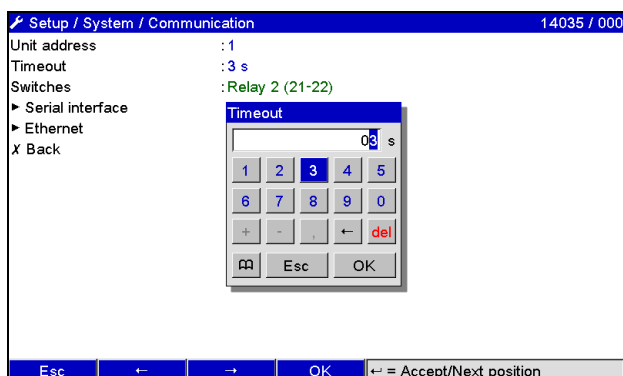 Setup / System / Communication 14035 / 000
Unit address : 1
Timeout : 3 s
Switches : Relay 2 (21-22)
► Serial interface
► Ethernet
X Back
Timeout
03 s
1 2 3 4 5
6 7 8 9 0
+ - , ← del
Esc OK
Esc ← → OK ↵ = Accept/Next position